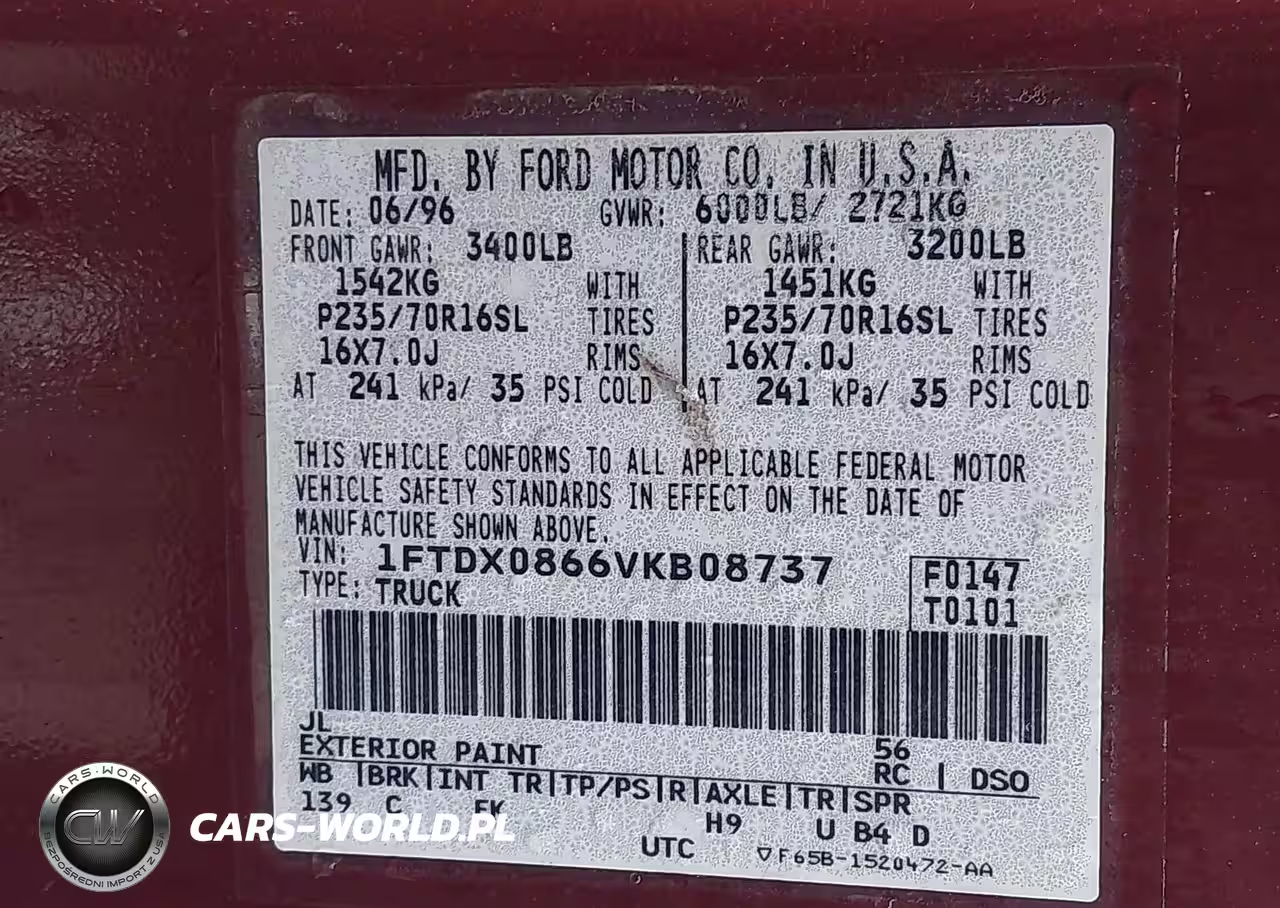 MFD. BY FORD MOTOR CO. IN U.S.A.
DATE: 06/96 GVWR: 6000LB/ 2721KG
FRONT GAWR: 3400LB REAR GAWR: 3200LB
1542KG WITH 1451KG WITH
P235/70R16SL TIRES P235/70R16SL TIRES
16X7.0J RIMS 16X7.0J RIMS
AT 241 kPa/ 35 PSI COLD AT 241 kPa/ 35 PSI COLD
THIS VEHICLE CONFORMS TO ALL APPLICABLE FEDERAL MOTOR
VEHICLE SAFETY STANDARDS IN EFFECT ON THE DATE OF
MANUFACTURE SHOWN ABOVE.
VIN: 1FTDX0866VKB08737 F0147
TYPE: TRUCK T0101
JL
EXTERIOR PAINT 56
WB |BRK|INT TR|TP/PS|R|AXLE|TR|SPR RC | DSO
139 C H9 U B4 D
UTC ▽F65B-1520472-AA
CARS-WORLD
CW
BEZPOŚREDNI IMPORT Z USA
CARS-WORLD.PL